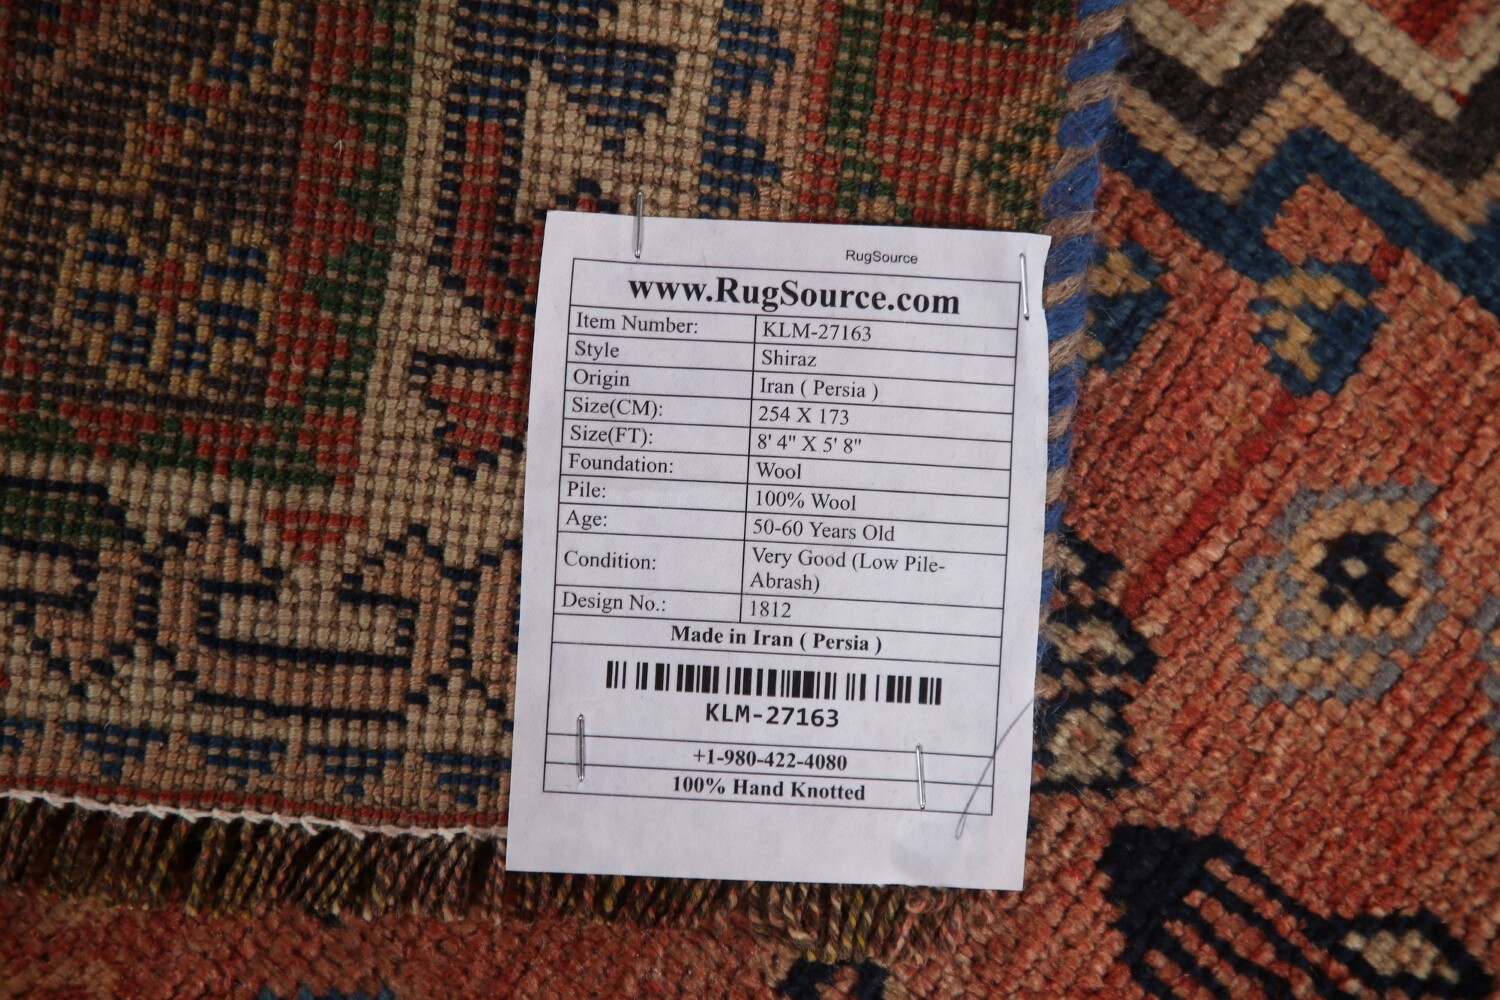 RugSource
www.RugSource.com
Item Number: KLM-27163
Style Shiraz
Origin Iran ( Persia )
Size(CM): 254 X 173
Size(FT): 8' 4" X 5' 8"
Foundation: Wool
Pile: 100% Wool
Age: 50-60 Years Old
Condition: Very Good (Low Pile-
Abrash)
Design No.: 1812
Made in Iran ( Persia )
KLM-27163
+1-980-422-4080
100% Hand Knotted